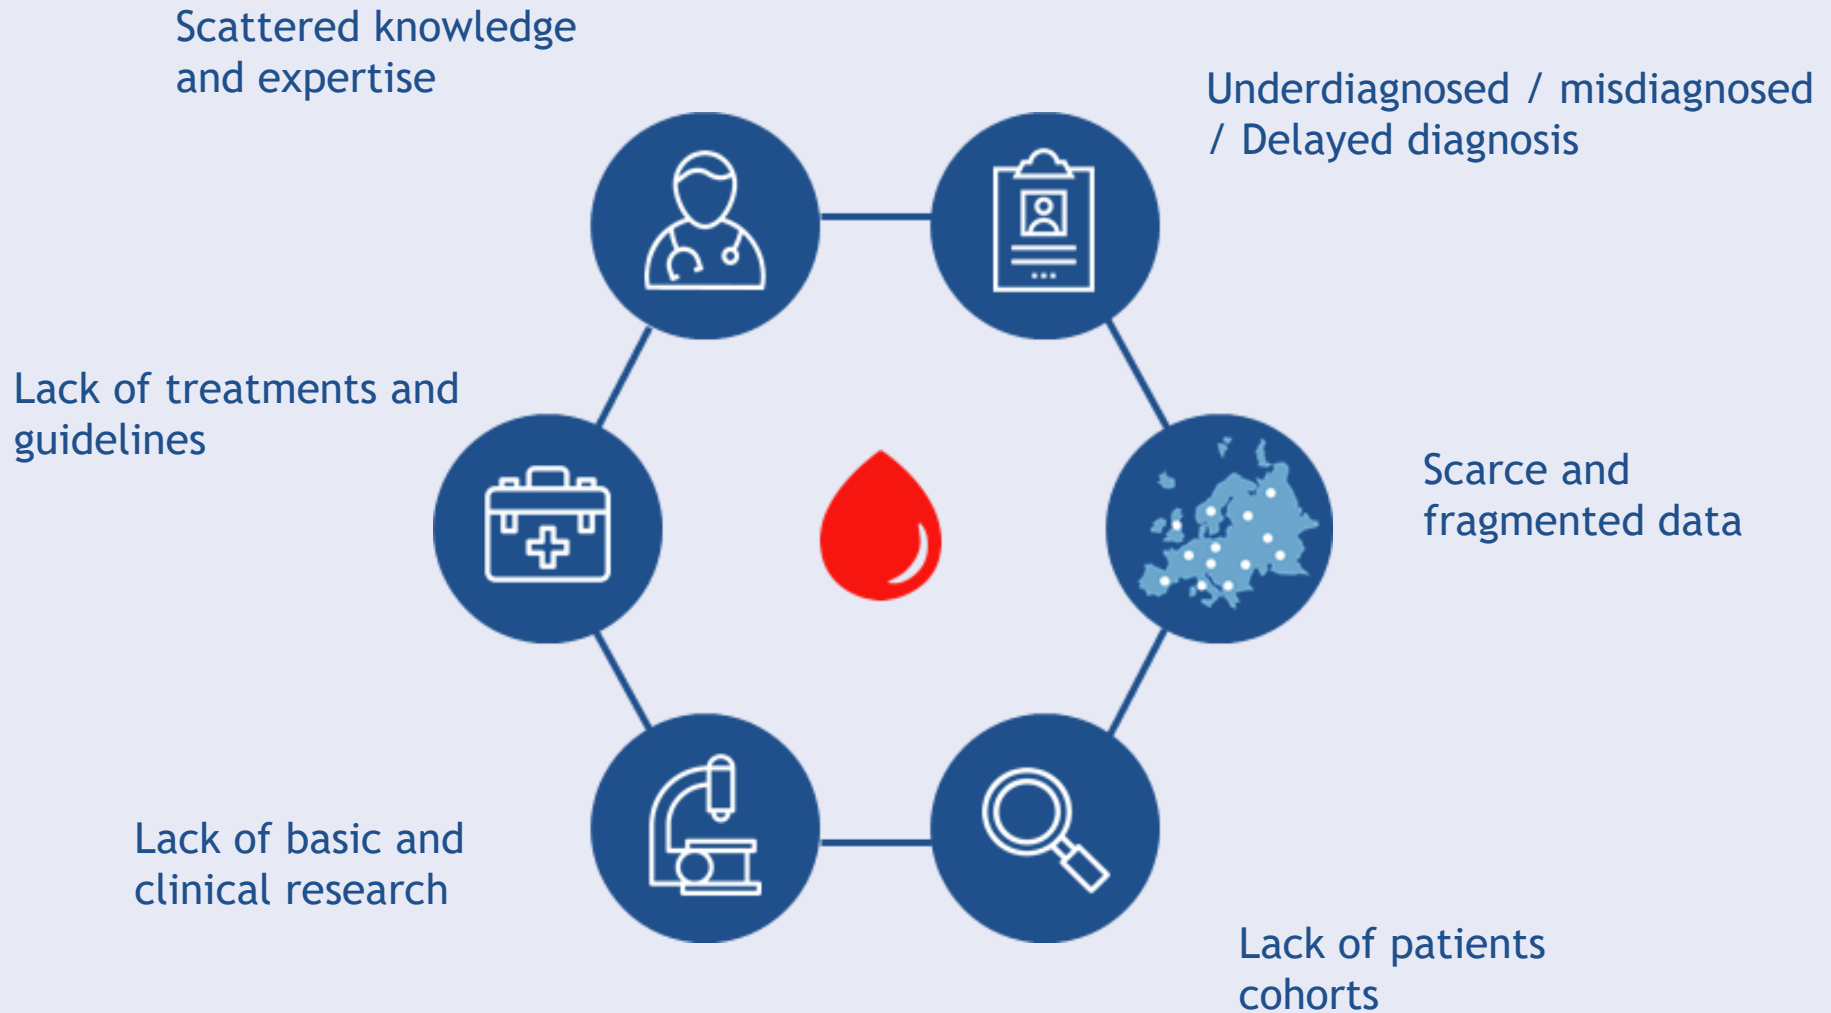 Scattered knowledge
and expertise
Underdiagnosed / misdiagnosed
/ Delayed diagnosis
Lack of treatments and
guidelines
Scarce and
fragmented data
Lack of basic and
clinical research
Lack of patients
cohorts